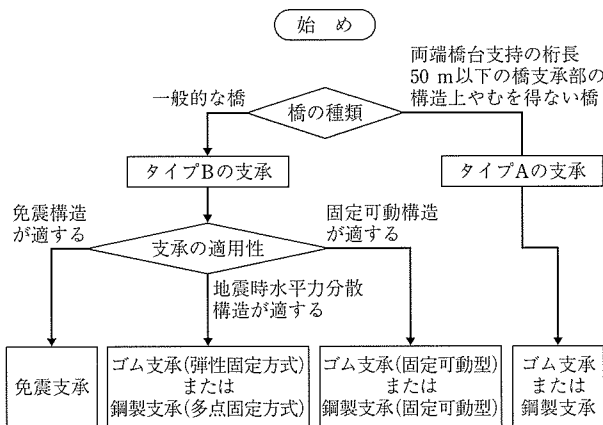 始め
両端橋台支持の桁長
50 m以下の橋支承部の
構造上やむを得ない橋
一般的な橋
橋の種類
タイプBの支承
タイプAの支承
免震構造
が適する
固定可動構造
が適する
支承の適用性
地震時水平力分散
構造が適する
免震支承
ゴム支承(弾性固定方式)
または
鋼製支承(多点固定方式)
ゴム支承(固定可動型)
または
鋼製支承(固定可動型)
ゴム支承
または
鋼製支承